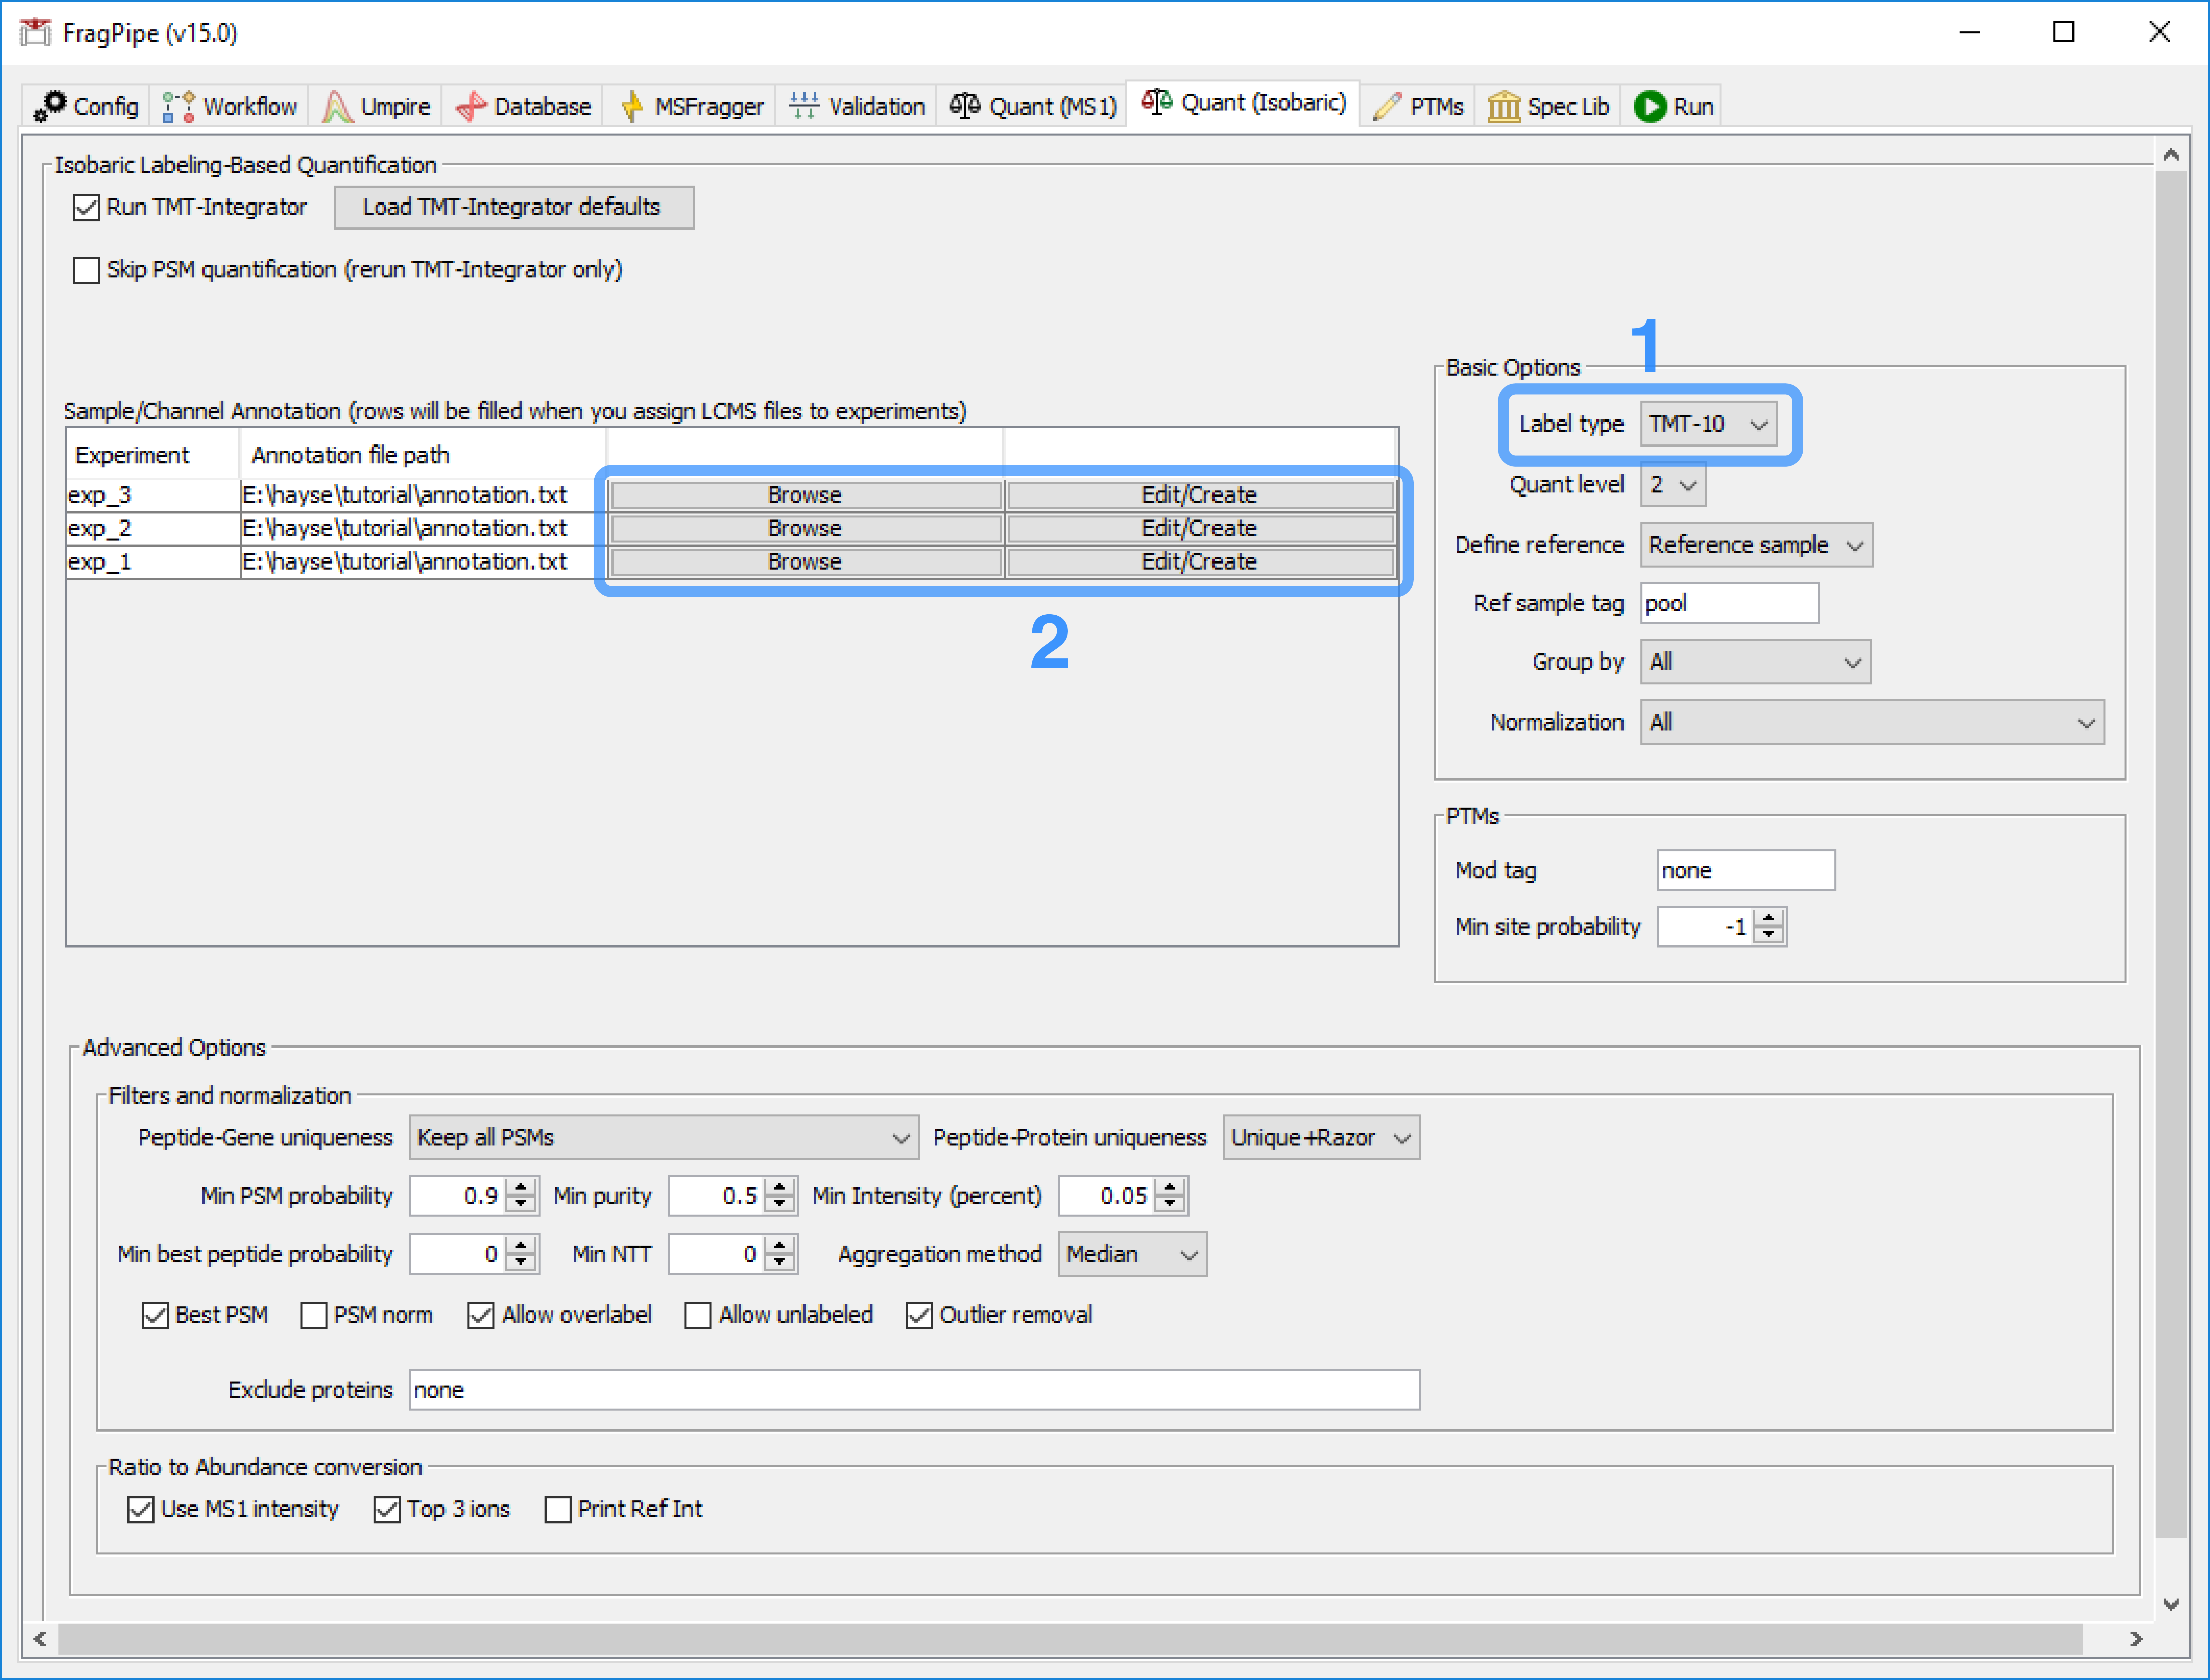 FragPipe (v15.0)
Config Workflow Umpire Database MSFragger Validation Quant (MS1) Quant (Isobaric) PTMs Spec Lib Run
Isobaric Labeling-Based Quantification
Run TMT-Integrator Load TMT-Integrator defaults
Skip PSM quantification (rerun TMT-Integrator only)
Sample/Channel Annotation (rows will be filled when you assign LCMS files to experiments)
Experiment Annotation file path
exp_3 E:\hayse\tutorial\annotation.txt Browse Edit/Create
exp_2 E:\hayse\tutorial\annotation.txt Browse Edit/Create
exp_1 E:\hayse\tutorial\annotation.txt Browse Edit/Create
2
1
Basic Options
Label type TMT-10
Quant level 2
Define reference Reference sample
Ref sample tag pool
Group by All
Normalization All
PTMs
Mod tag none
Min site probability -1
Advanced Options
Filters and normalization
Peptide-Gene uniqueness Keep all PSMs Peptide-Protein uniqueness Unique+Razor
Min PSM probability 0.9 Min purity 0.5 Min Intensity (percent) 0.05
Min best peptide probability 0 Min NTT 0 Aggregation method Median
Best PSM PSM norm Allow overlabel Allow unlabeled Outlier removal
Exclude proteins none
Ratio to Abundance conversion
Use MS1 intensity Top 3 ions Print Ref Int